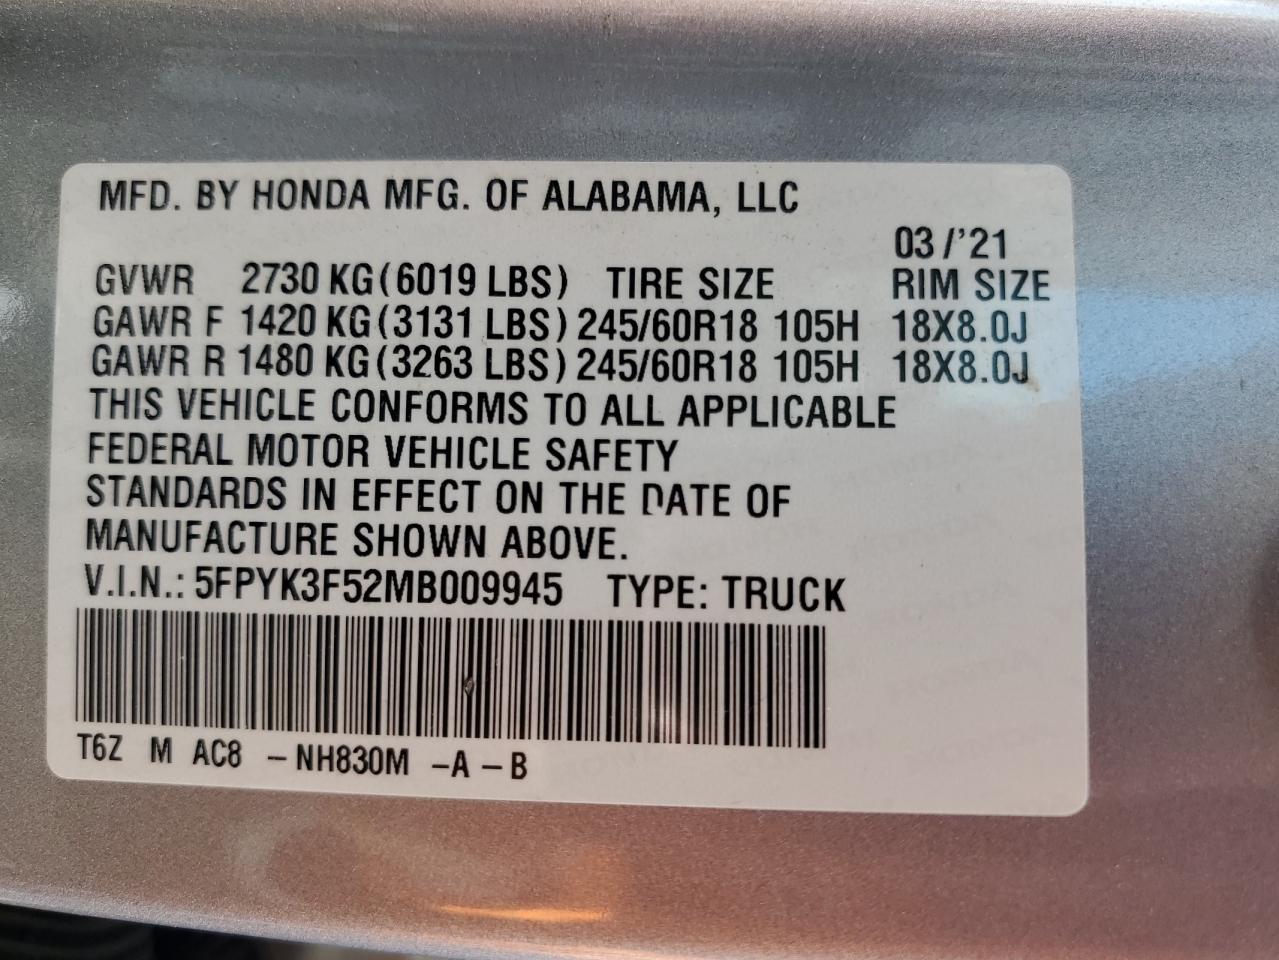 MFD. BY HONDA MFG. OF ALABAMA, LLC
03 /'21
GVWR 2730 KG (6019 LBS) TIRE SIZE RIM SIZE
GAWR F 1420 KG (3131 LBS) 245/60R18 105H 18X8.0J
GAWR R 1480 KG (3263 LBS) 245/60R18 105H 18X8.0J
THIS VEHICLE CONFORMS TO ALL APPLICABLE
FEDERAL MOTOR VEHICLE SAFETY
STANDARDS IN EFFECT ON THE DATE OF
MANUFACTURE SHOWN ABOVE.
V.I.N.: 5FPYK3F52MB009945 TYPE: TRUCK
T6Z M AC8 – NH830M –A – B